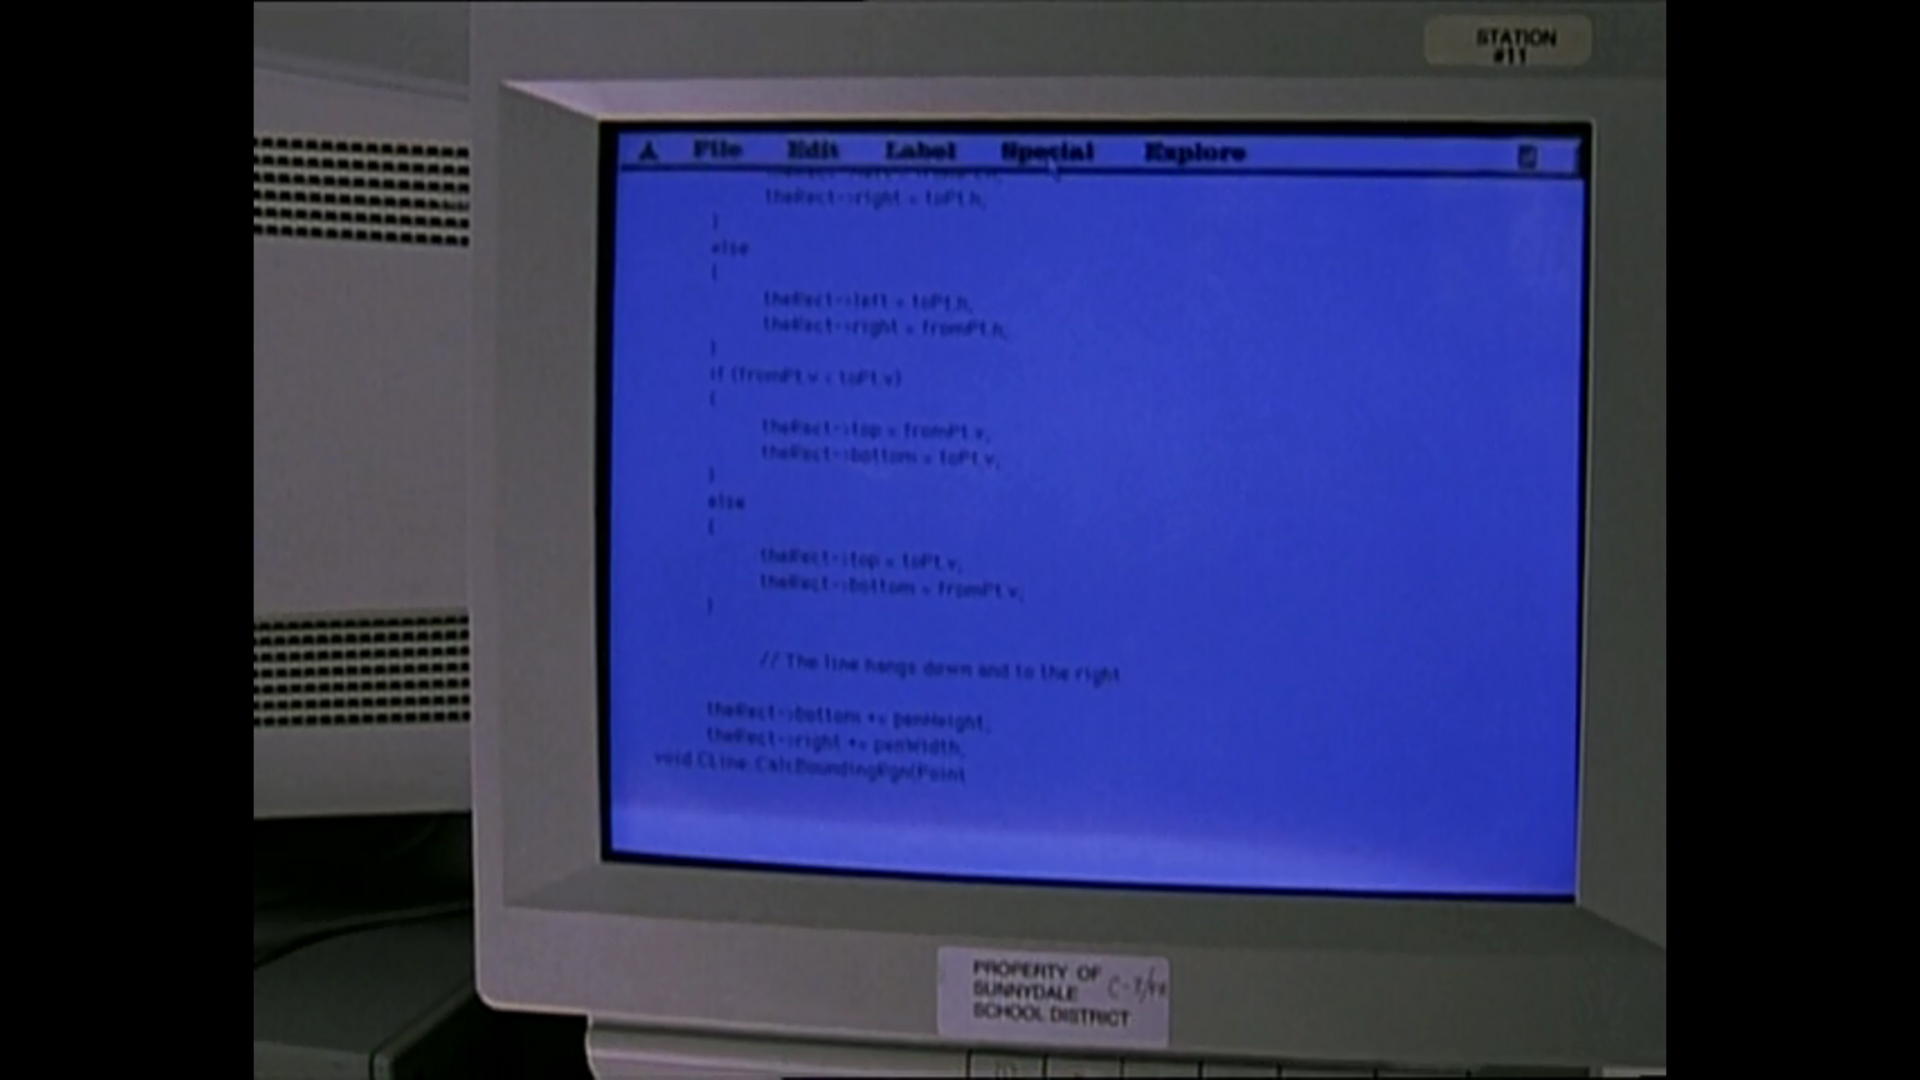 STATION
#11
File Edit Label Special Explore
theRect->right = toPt.h;
}
else
{
theRect->left = toPt.h;
theRect->right = fromPt.h;
}
if (fromPt.v < toPt.v)
{
theRect->top = fromPt.v;
theRect->bottom = toPt.v;
}
else
{
theRect->top = toPt.v;
theRect->bottom = fromPt.v;
}
// The line hangs down and to the right
theRect->bottom += penHeight;
theRect->right += penWidth;
void CLine::CalcBoundingRgn(Point
PROPERTY OF
SUNNYDALE
SCHOOL DISTRICT